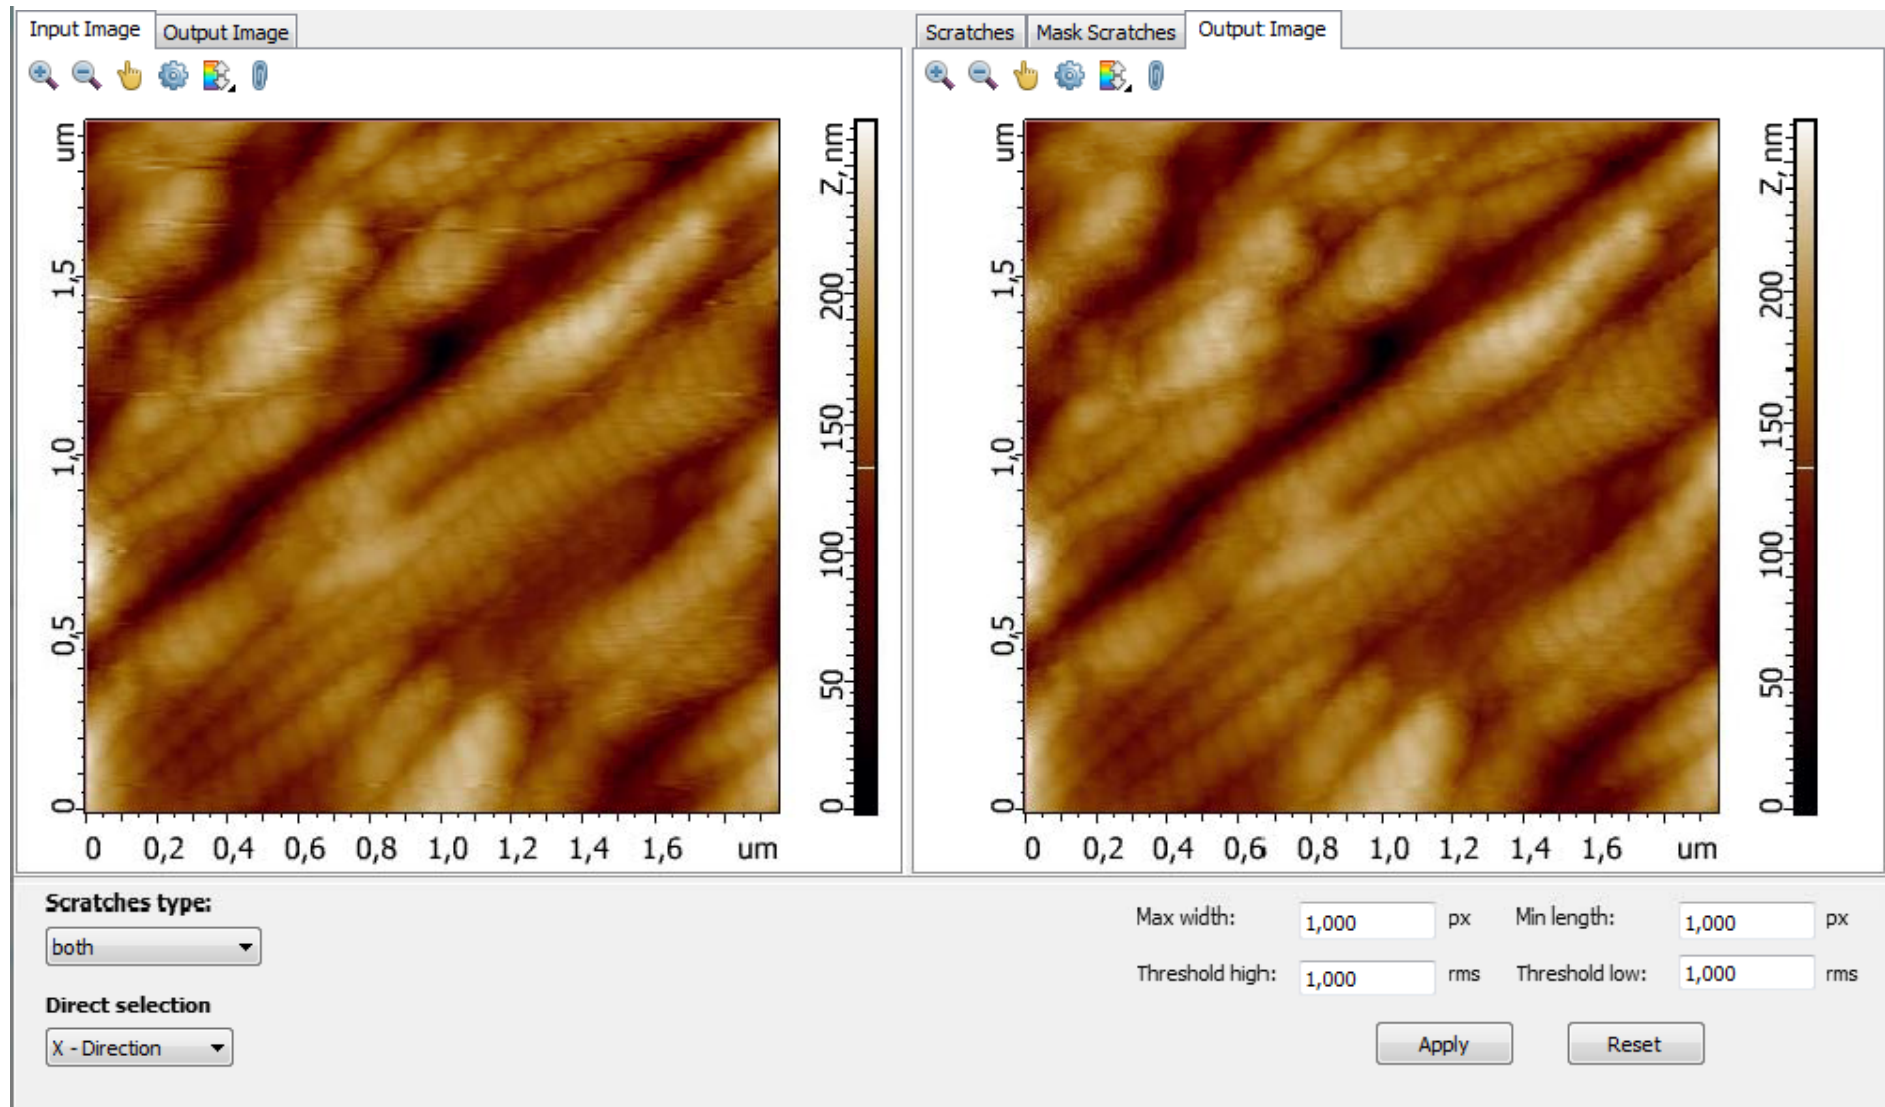 Input Image
Output Image
um
1,5
1,0
0,5
0
0 0,2 0,4 0,6 0,8 1,0 1,2 1,4 1,6 um
Z, nm
200
150
100
50
0
Scratches
Mask Scratches
Output Image
um
1,5
1,0
0,5
0
0 0,2 0,4 0,6 0,8 1,0 1,2 1,4 1,6 um
Z, nm
200
150
100
50
0
Scratches type:
both
Direct selection
X - Direction
Max width: 1,000 px Min length: 1,000 px
Threshold high: 1,000 rms Threshold low: 1,000 rms
Apply Reset